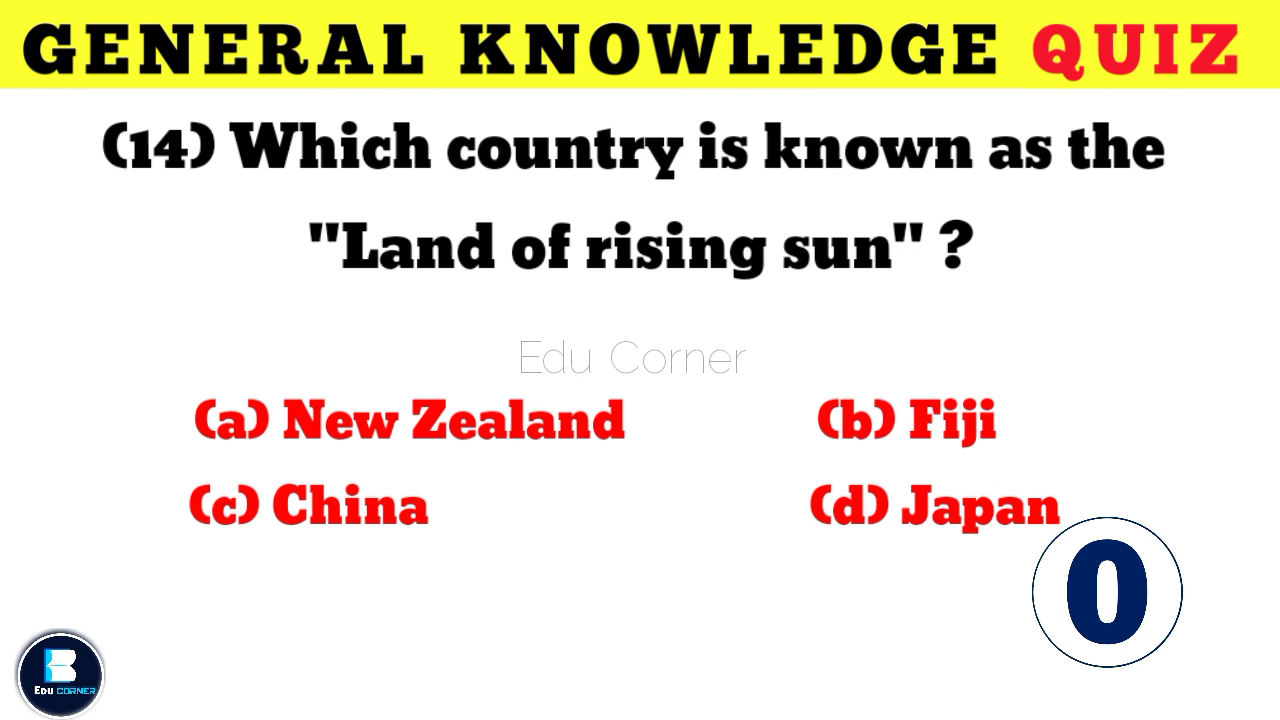 GENERAL KNOWLEDGE QUIZ
(14) Which country is known as the
"Land of rising sun" ?
Edu Corner
(a) New Zealand (b) Fiji
(c) China (d) Japan
0
EDU CORNER